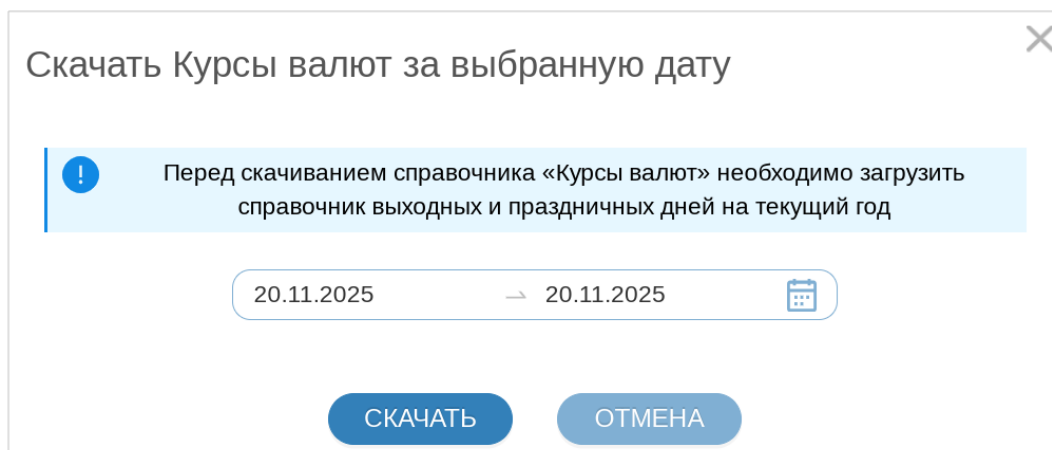 Скачать Курсы валют за выбранную дату
Перед скачиванием справочника «Курсы валют» необходимо загрузить
справочник выходных и праздничных дней на текущий год
20.11.2025 → 20.11.2025
СКАЧАТЬ ОТМЕНА